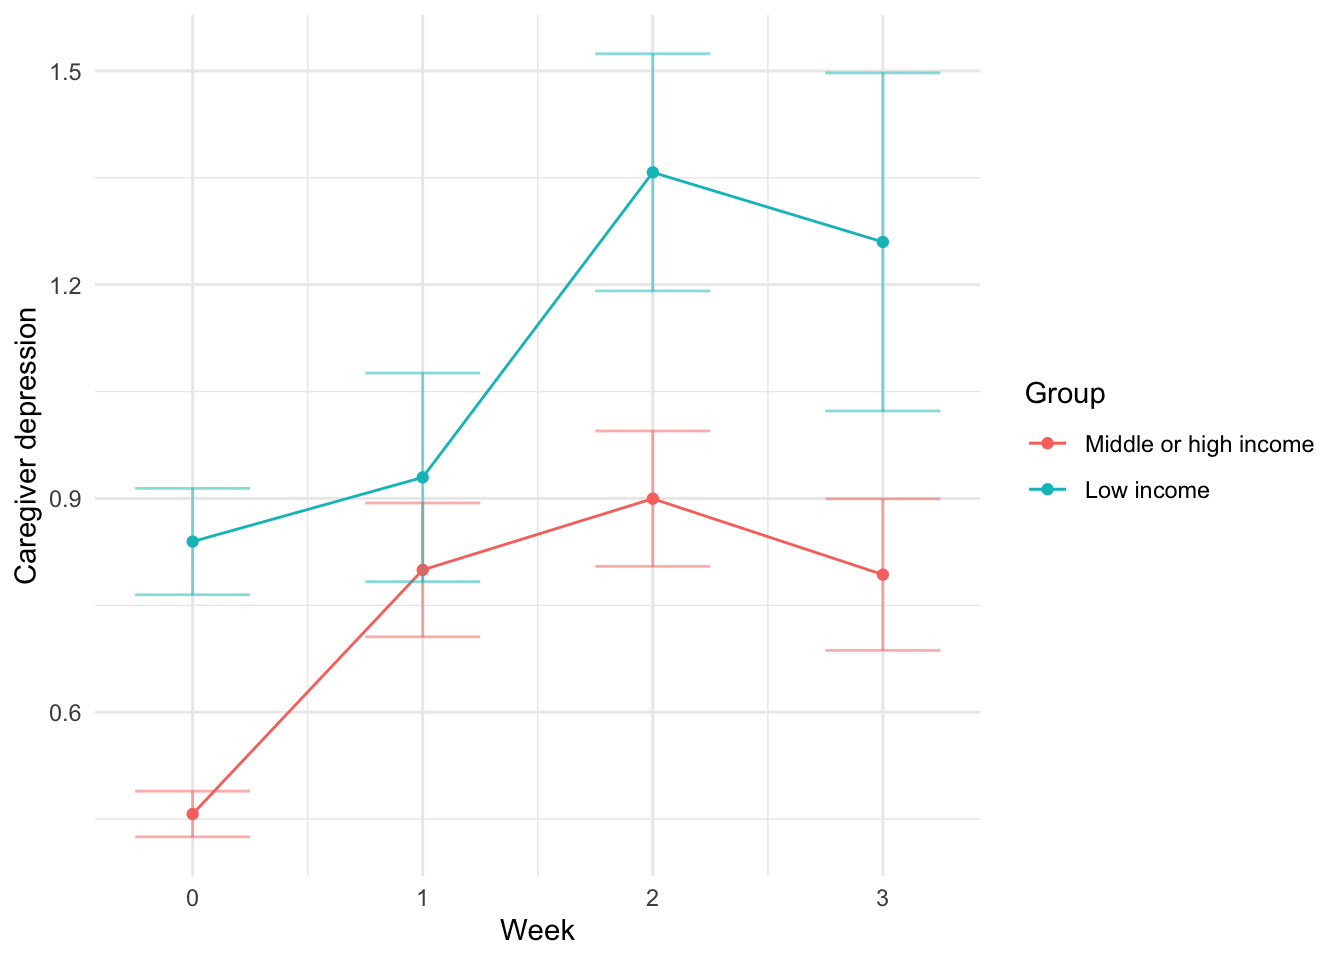 1.5
1.2
0.9
0.6
Caregiver depression
0 1 2 3
Week
Group
Middle or high income
Low income